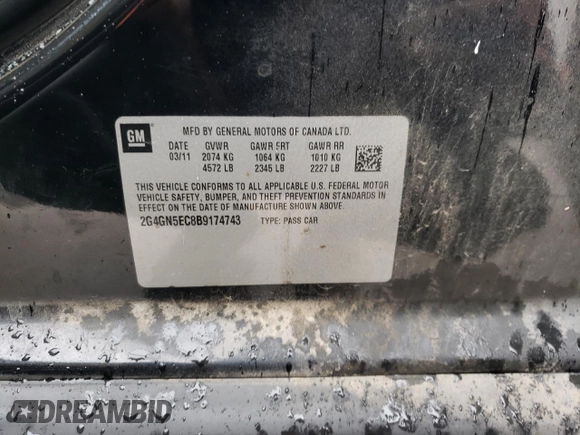 GM
MFD BY GENERAL MOTORS OF CANADA LTD.
DATE GVWR GAWR FRT GAWR RR
03/11 2074 KG 1064 KG 1010 KG
4572 LB 2345 LB 2227 LB
THIS VEHICLE CONFORMS TO ALL APPLICABLE U.S. FEDERAL MOTOR
VEHICLE SAFETY, BUMPER, AND THEFT PREVENTION STANDARDS
IN EFFECT ON THE DATE OF MANUFACTURE SHOWN ABOVE.
2G4GN5EC8B9174743 TYPE: PASS CAR
DREAMBID